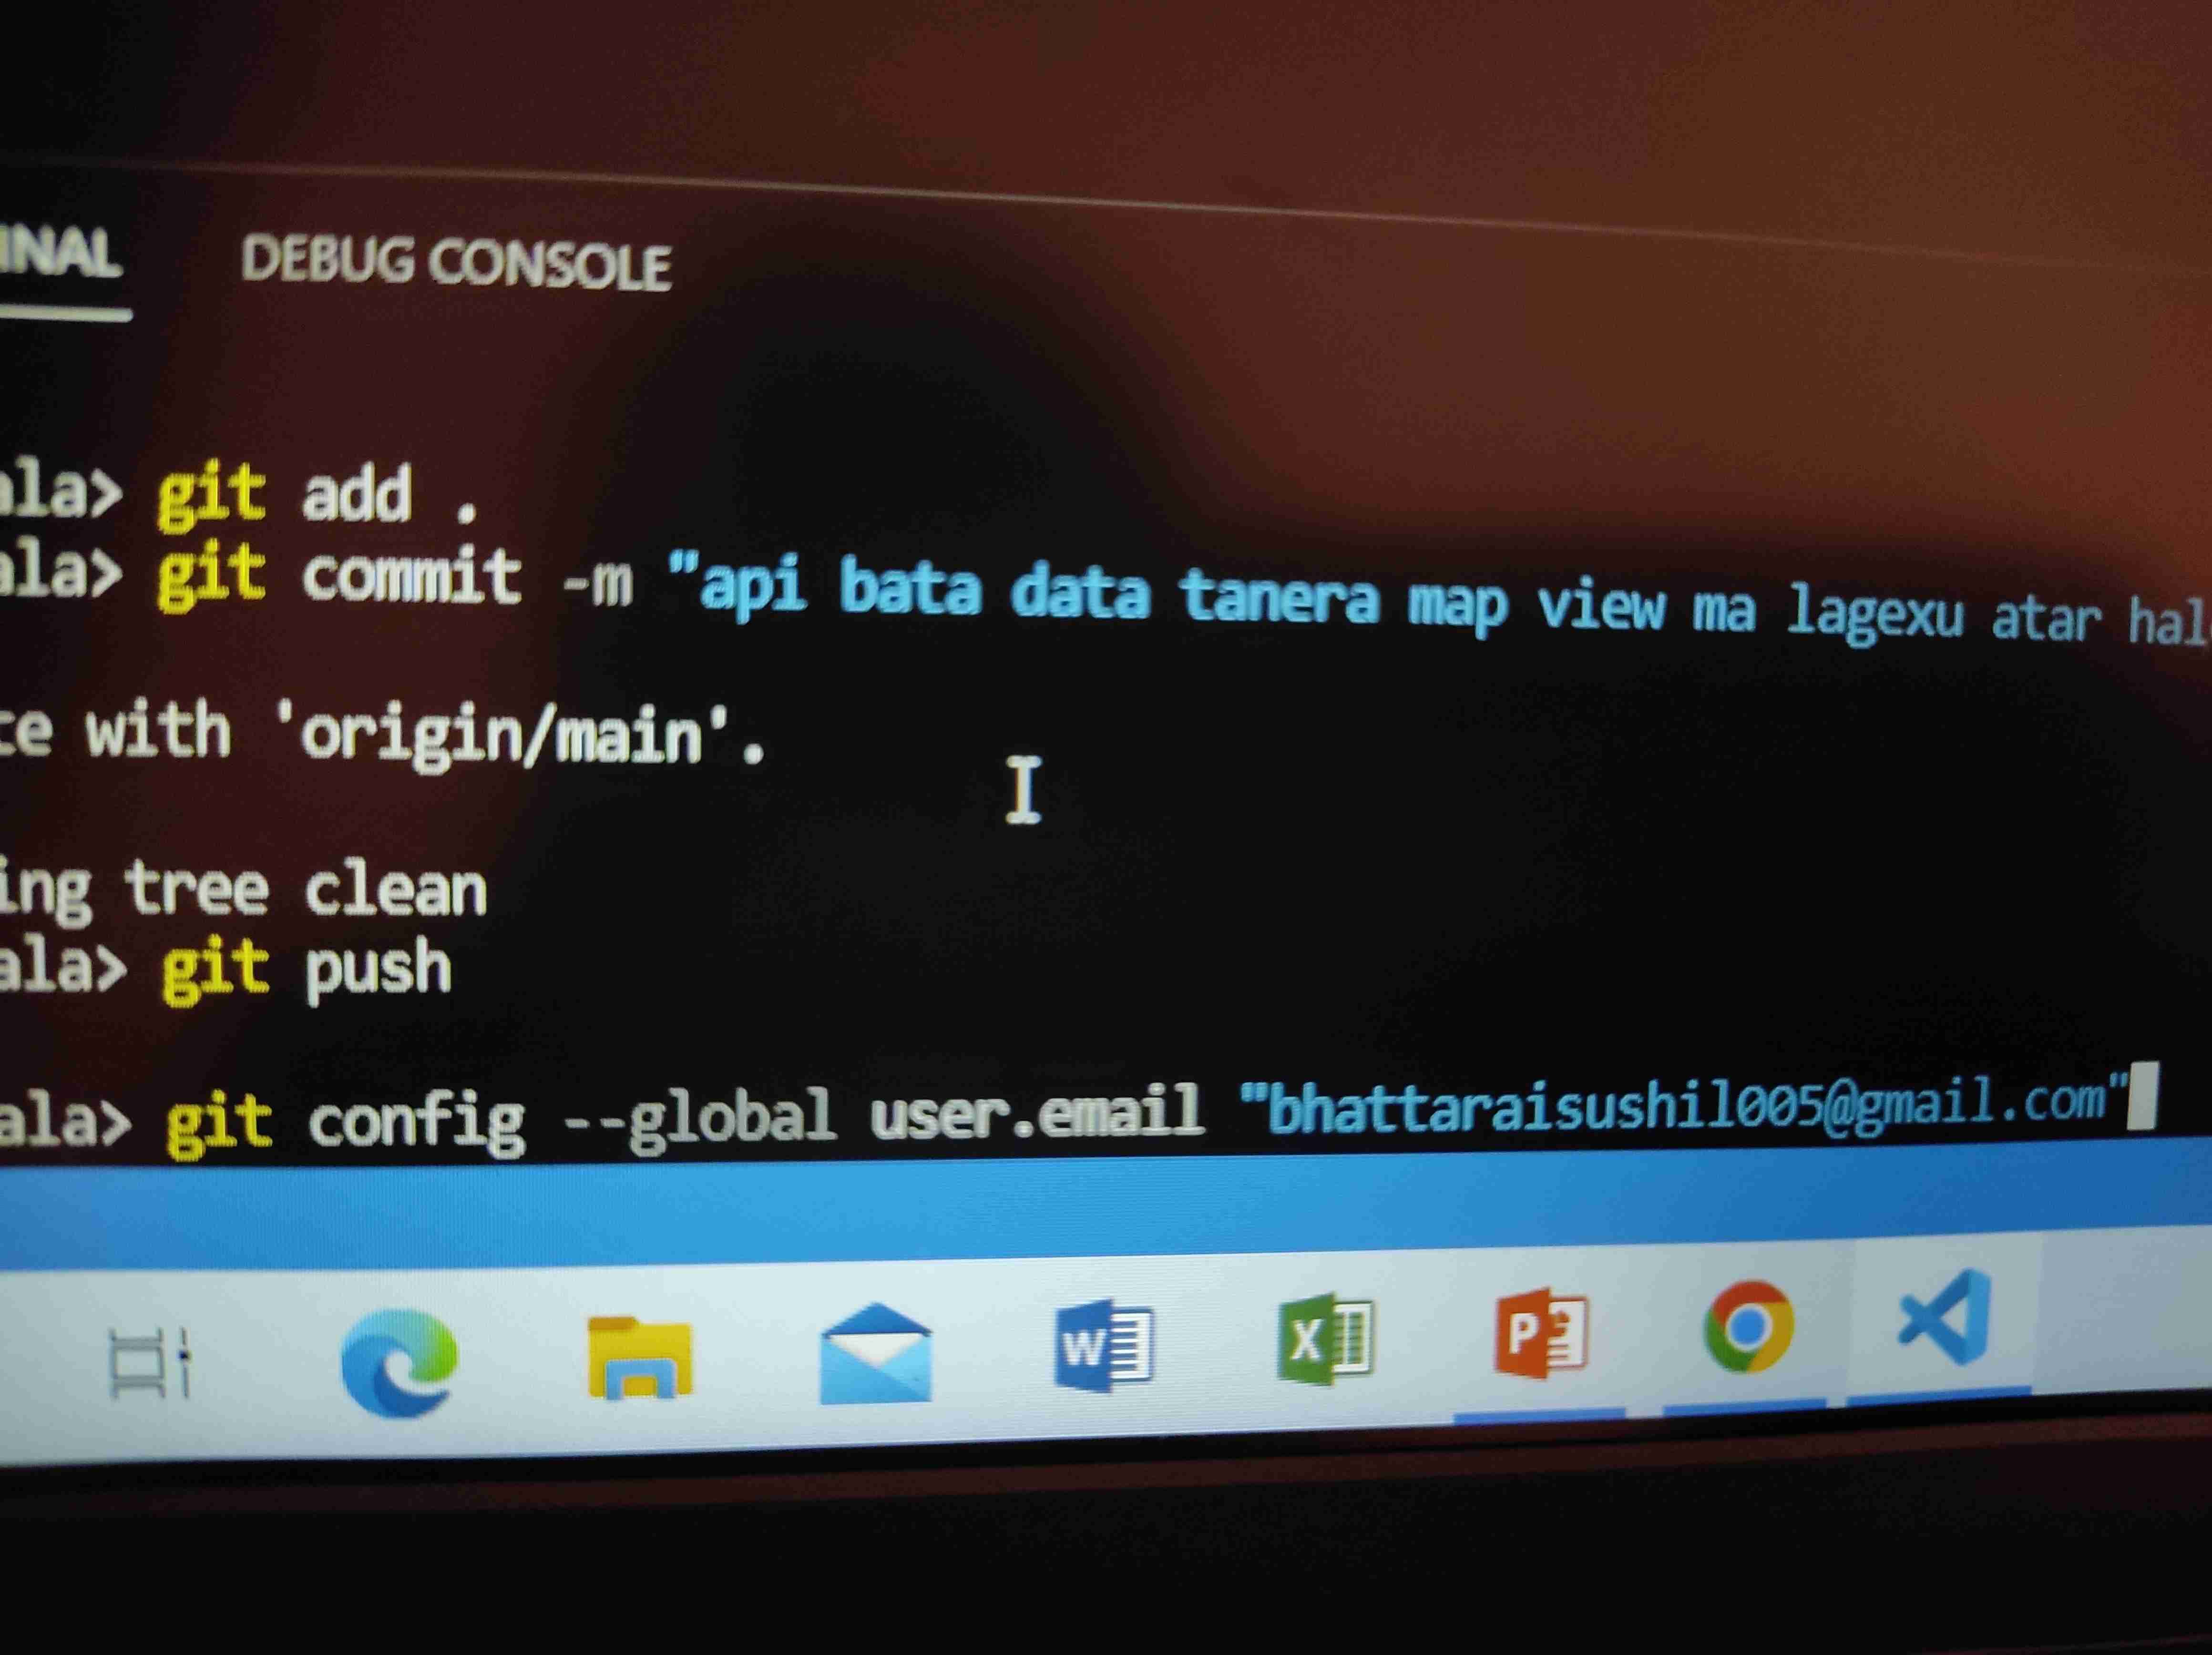 INAL DEBUG CONSOLE
ala> git add .
ala> git commit -m "api bata data tanera map view ma lagexu atar hal
te with 'origin/main'.
ing tree clean
ala> git push
ala> git config --global user.email "bhattaraisushil005@gmail.com"
W X P